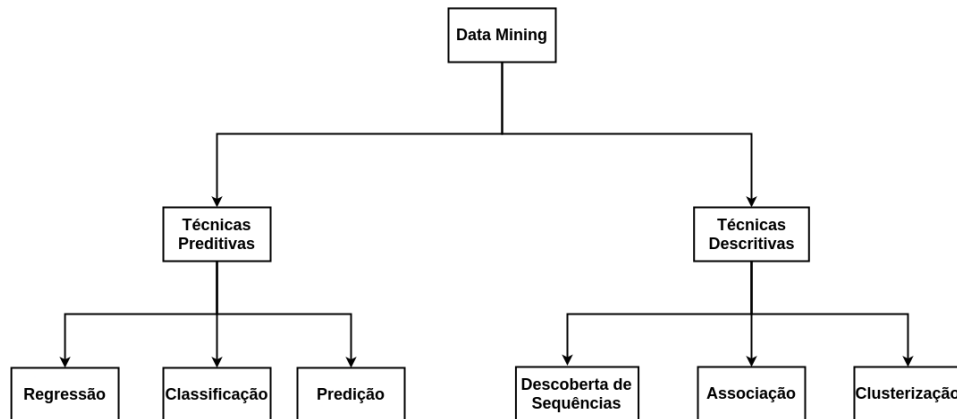 Data Mining
Técnicas
Preditivas
Técnicas
Descritivas
Regressão
Classificação
Predição
Descoberta de
Sequências
Associação
Clusterização